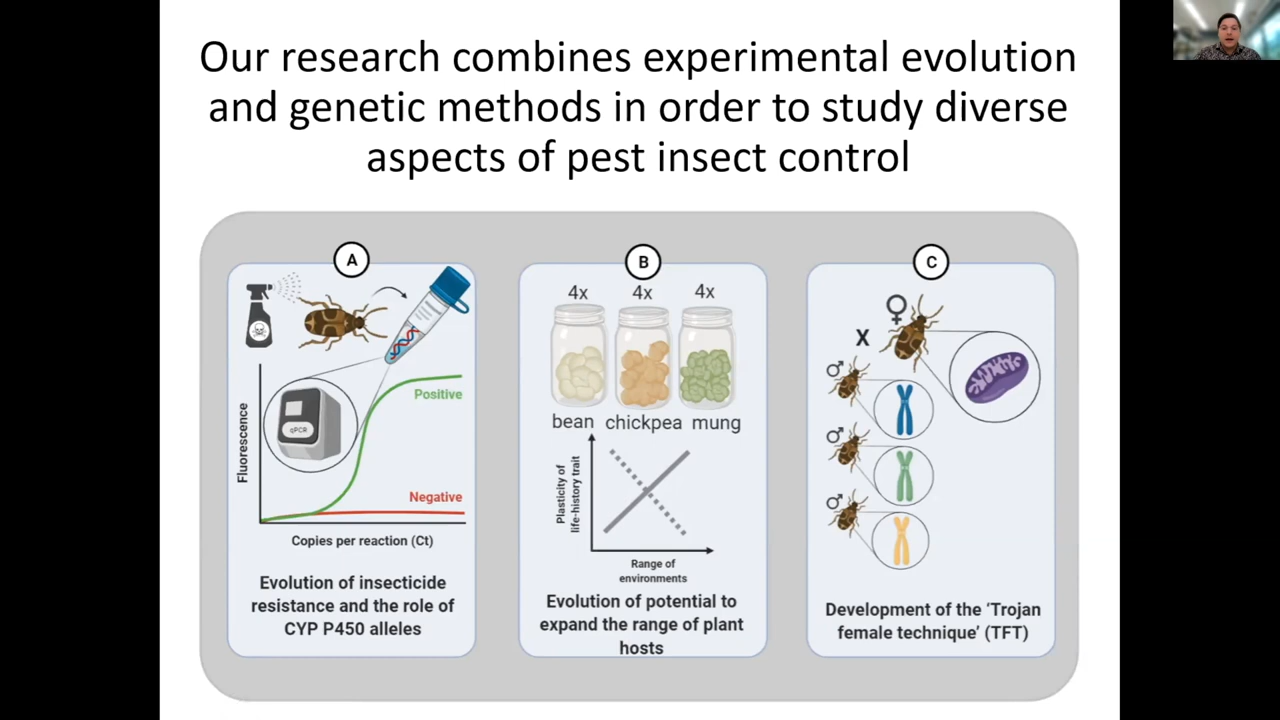 Our research combines experimental evolution
and genetic methods in order to study diverse
aspects of pest insect control
A
Fluorescence
qPCR
Positive
Negative
Copies per reaction (Ct)
Evolution of insecticide
resistance and the role of
CYP P450 alleles
B
4x 4x 4x
bean chickpea mung
Plasticity of
life-history trait
Range of
environments
Evolution of potential to
expand the range of plant
hosts
C
♀
X
♂
♂
♂
Development of the ‘Trojan
female technique’ (TFT)